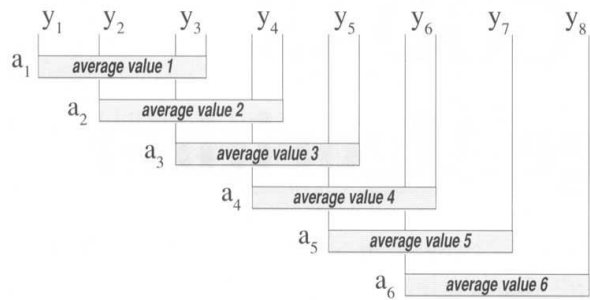 y1 y2 y3 y4 y5 y6 y7 y8
a1 average value 1
a2 average value 2
a3 average value 3
a4 average value 4
a5 average value 5
a6 average value 6